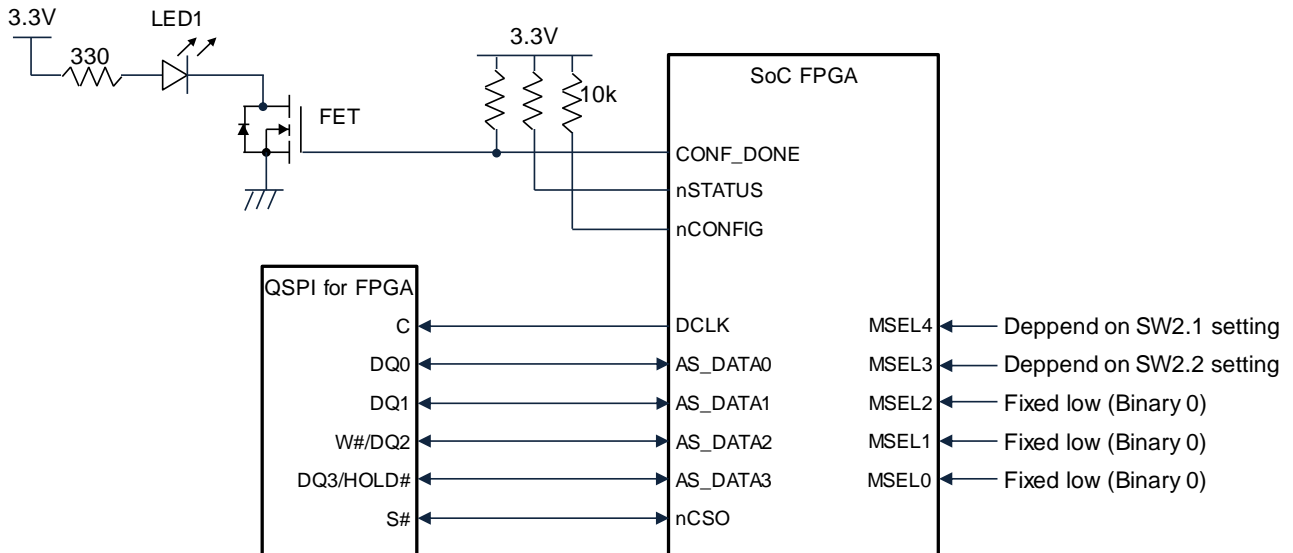 3.3V
LED1
330
FET
3.3V
10k
SoC FPGA
CONF_DONE
nSTATUS
nCONFIG
QSPI for FPGA
C
DQ0
DQ1
W#/DQ2
DQ3/HOLD#
S#
DCLK
AS_DATA0
AS_DATA1
AS_DATA2
AS_DATA3
nCSO
MSEL4 Deppend on SW2.1 setting
MSEL3 Deppend on SW2.2 setting
MSEL2 Fixed low (Binary 0)
MSEL1 Fixed low (Binary 0)
MSEL0 Fixed low (Binary 0)